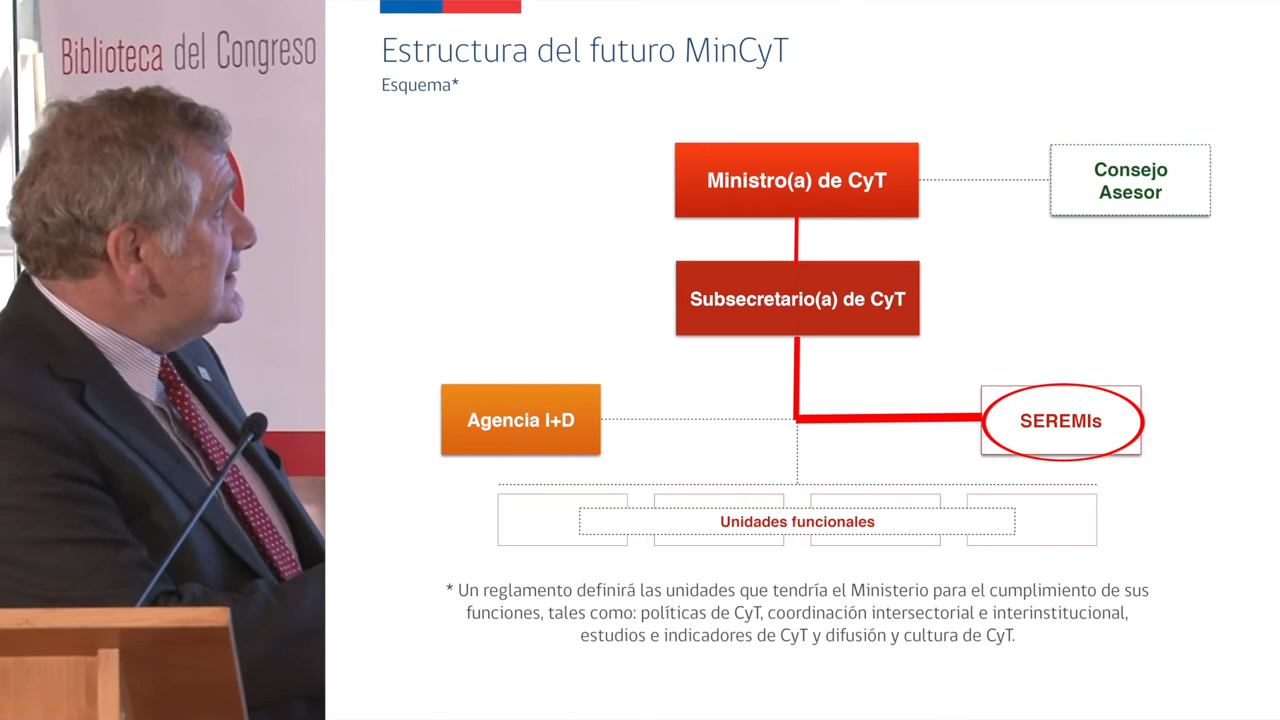 Biblioteca del Congreso
Estructura del futuro MinCyT
Esquema*
Ministro(a) de CyT
Consejo
Asesor
Subsecretario(a) de CyT
Agencia I+D
SEREMIs
Unidades funcionales
* Un reglamento definirá las unidades que tendría el Ministerio para el cumplimiento de sus
funciones, tales como: políticas de CyT, coordinación intersectorial e interinstitucional,
estudios e indicadores de CyT y difusión y cultura de CyT.